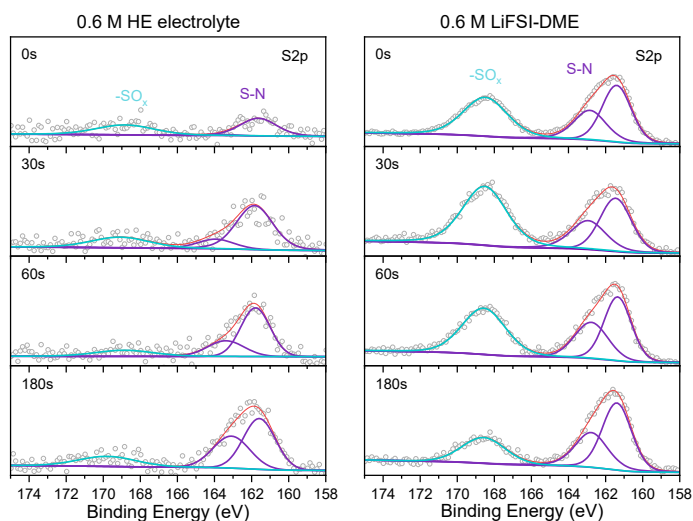 0.6 M HE electrolyte
0s
-SOx
S-N
S2p
30s
60s
180s
174 172 170 168 166 164 162 160 158
Binding Energy (eV)
0.6 M LiFSI-DME
0s
-SOx
S-N
S2p
30s
60s
180s
174 172 170 168 166 164 162 160 158
Binding Energy (eV)